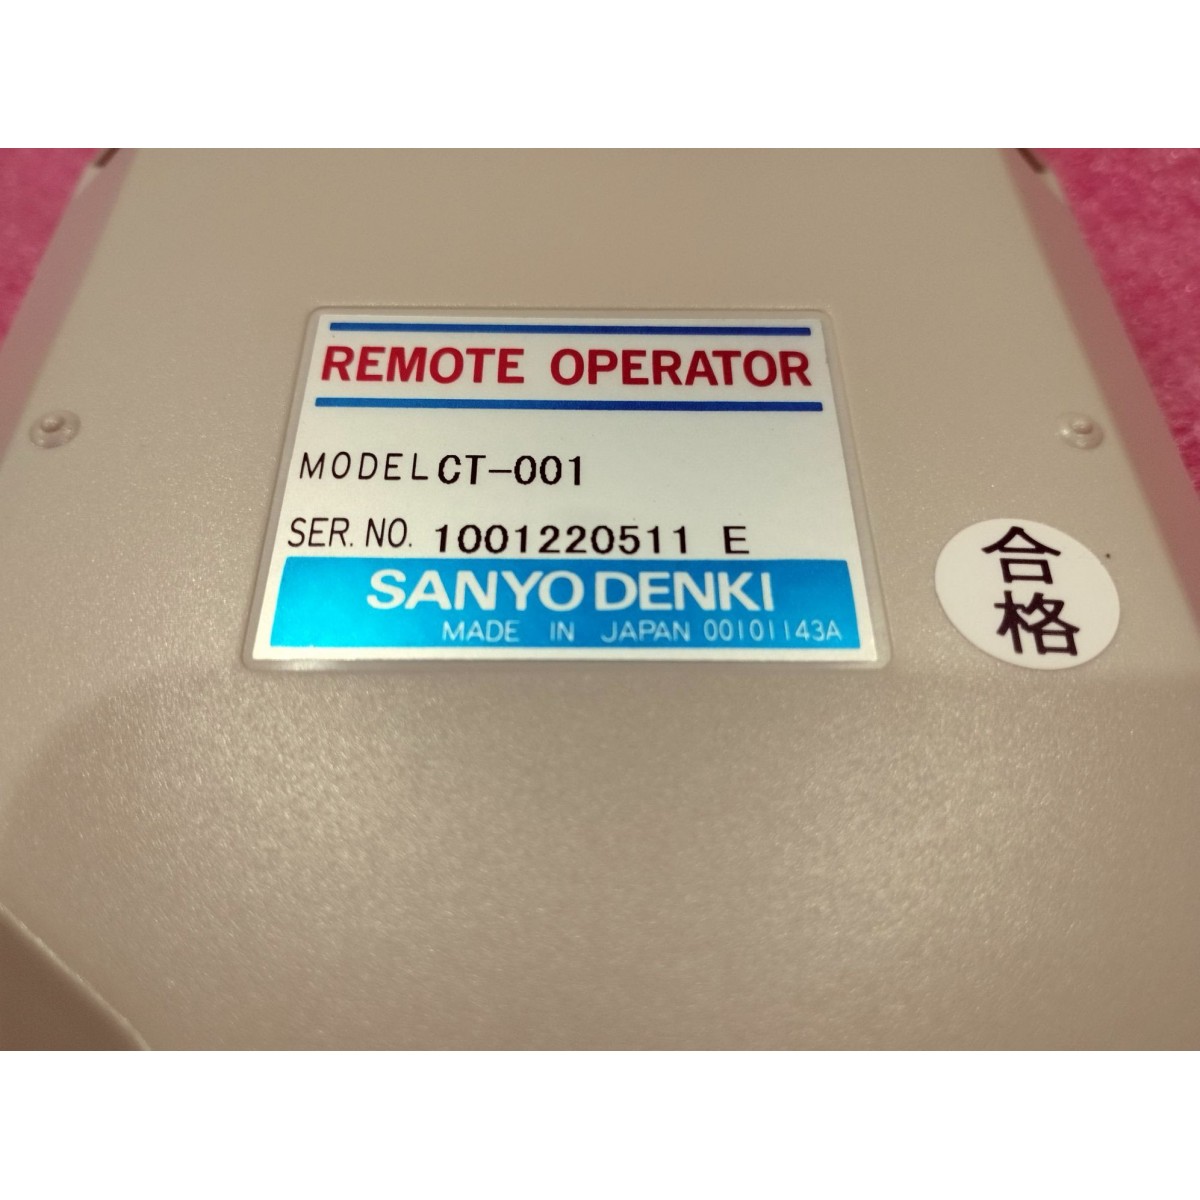 REMOTE OPERATOR
MODEL CT-001
SER. NO. 1001220511 E
SANYO DENKI
MADE IN JAPAN 00101143A
合
格